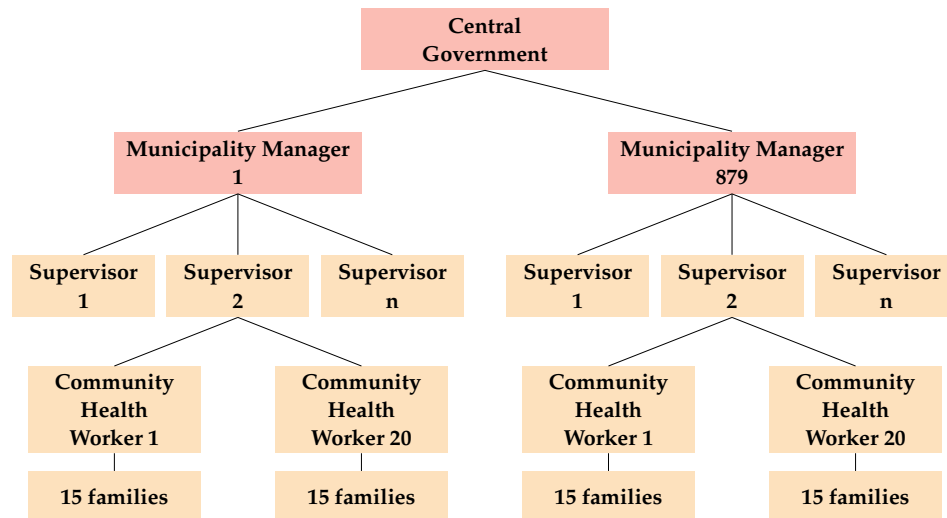 Central
Government
Municipality Manager
1
Municipality Manager
879
Supervisor
1
Supervisor
2
Supervisor
n
Supervisor
1
Supervisor
2
Supervisor
n
Community
Health
Worker 1
Community
Health
Worker 20
Community
Health
Worker 1
Community
Health
Worker 20
15 families
15 families
15 families
15 families